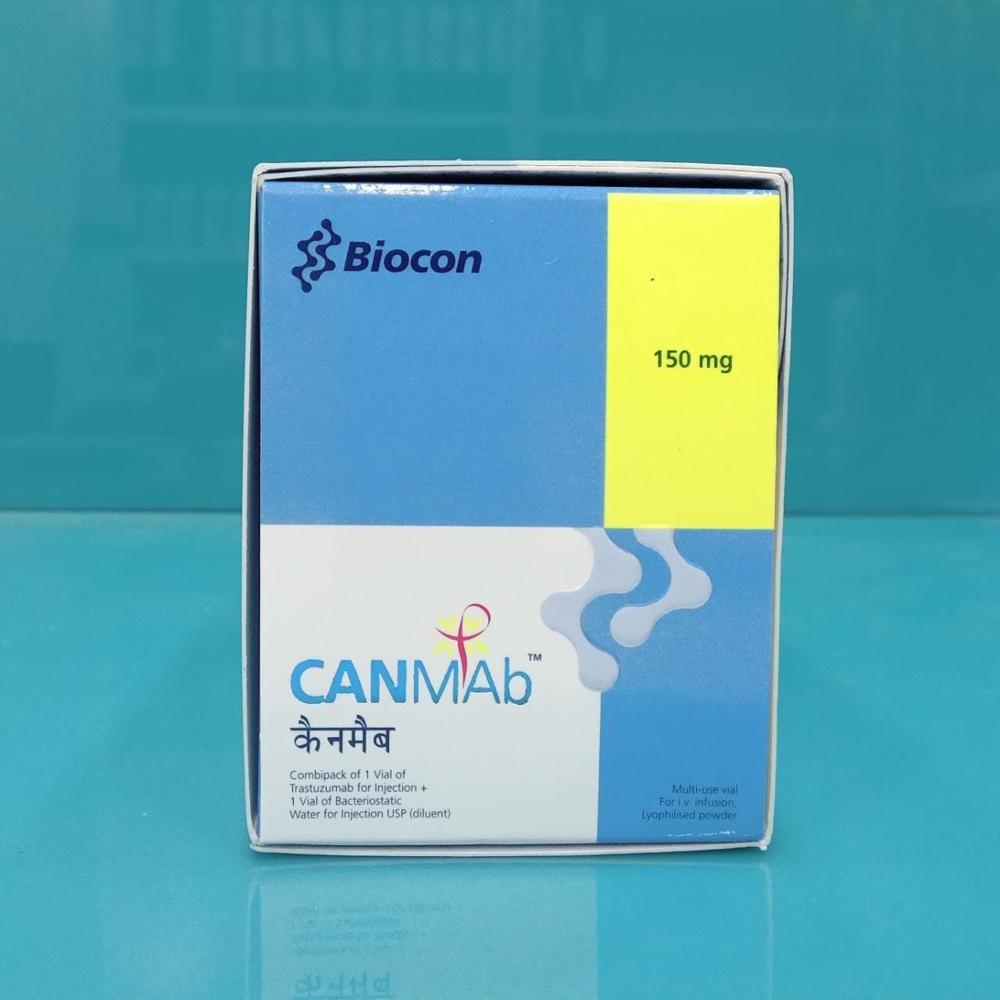 Biocon
150 mg
CANMAb™
कैनमैब
Combipack of 1 Vial of
Trastuzumab for Injection +
1 Vial of Bacteriostatic
Water for Injection USP (diluent)
Multi-use vial
For i.v. infusion,
Lyophilised powder